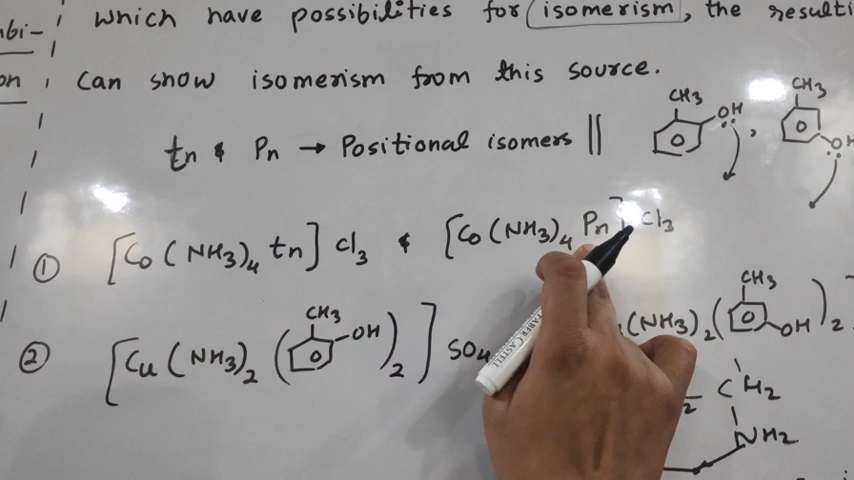 which have possibilities for isomerism, the
can show isomerism from this source.
tn & Pn → Positional isomers || CH3 OH , CH3 OH
① [Co(NH3)4 tn] Cl3 & [Co(NH3)4 Pn] Cl3
② [Cu(NH3)2 (CH3 OH)2] SO4 (NH3)2 (CH3 OH)2
CH2
NH2
FABER-CASTELL